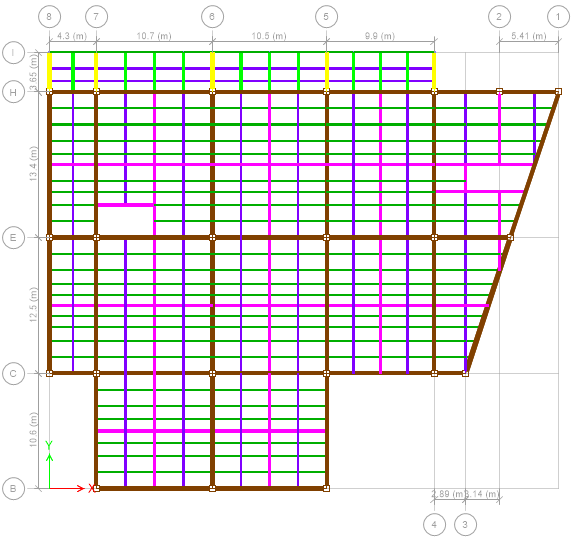 8 7 6 5 2 1
4.3 (m) 10.7 (m) 10.5 (m) 9.9 (m) 5.41 (m)
I
3.65 (m)
H
13.4 (m)
E
12.5 (m)
C
10.6 (m)
Y
X
B
2.89 (m) 3.14 (m)
4 3